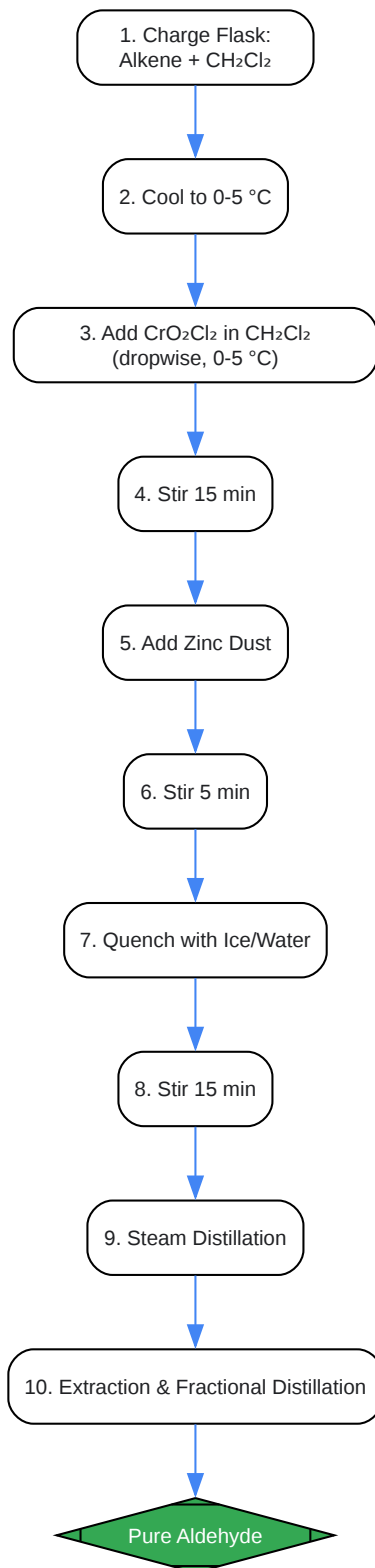 1. Charge Flask:
Alkene + CH₂Cl₂
2. Cool to 0-5 °C
3. Add CrO₂Cl₂ in CH₂Cl₂
(dropwise, 0-5 °C)
4. Stir 15 min
5. Add Zinc Dust
6. Stir 5 min
7. Quench with Ice/Water
8. Stir 15 min
9. Steam Distillation
10. Extraction & Fractional Distillation
Pure Aldehyde